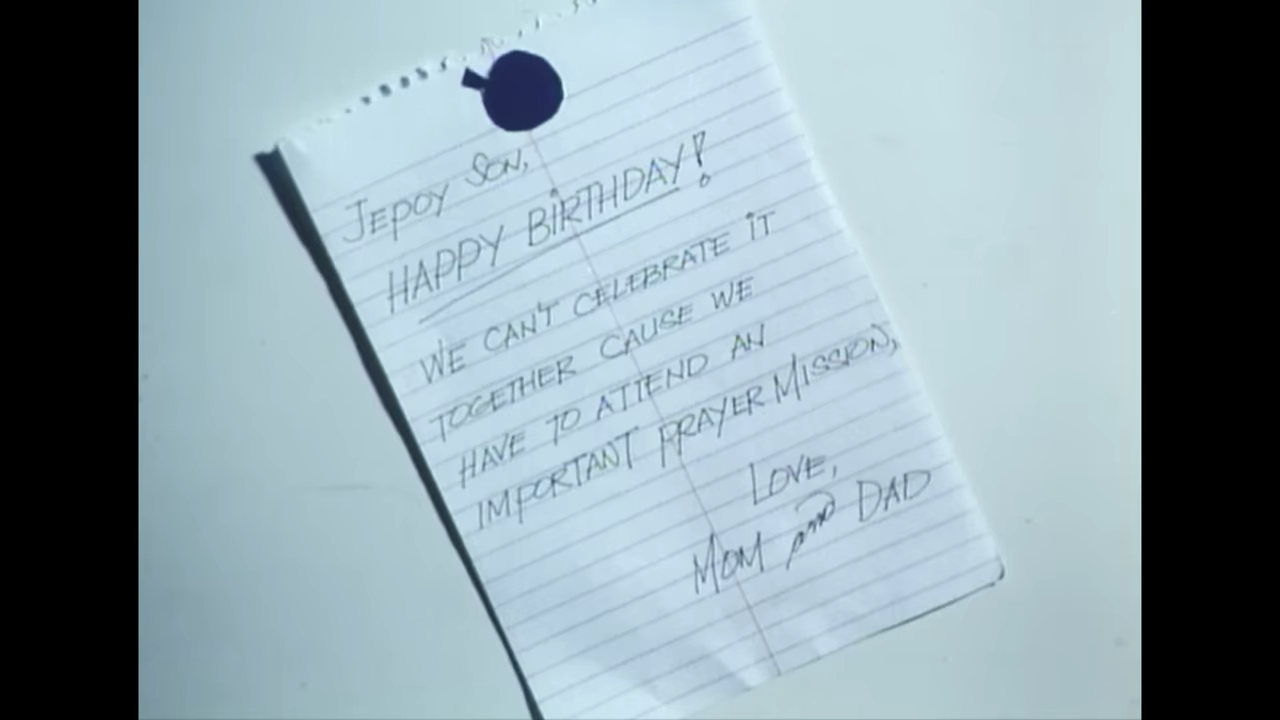 JEPOY SON,
HAPPY BIRTHDAY!
WE CAN'T CELEBRATE IT
TOGETHER CAUSE WE
HAVE TO ATTEND AN
IMPORTANT PRAYER MISSION,
LOVE,
MOM and DAD